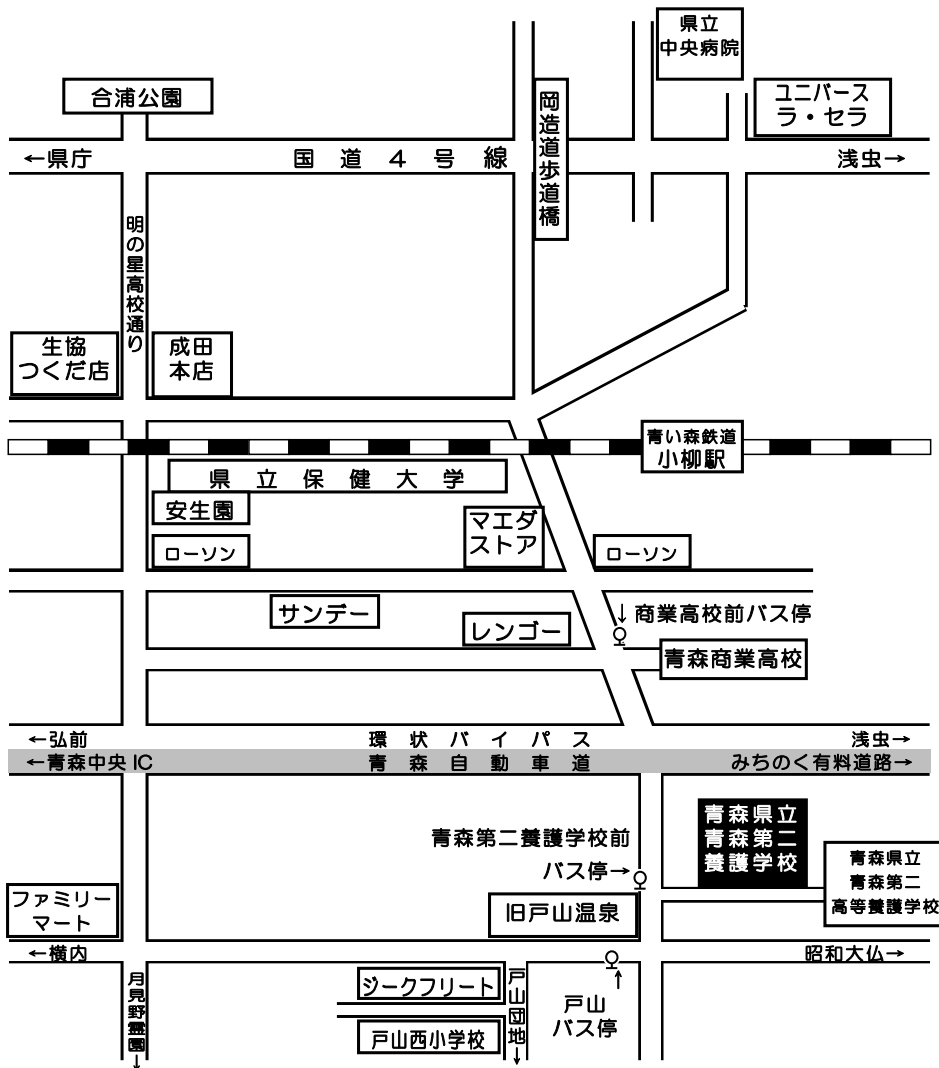 県立
中央病院
合浦公園
ユニバース
ラ・セラ
岡造道歩道橋
←県庁
国道4号線
浅虫→
明の星高校通り
生協
つくだ店
成田
本店
青い森鉄道
小柳駅
県立保健大学
安生園
マエダ
ストア
ローソン
ローソン
サンデー
レンゴー
↓商業高校前バス停
青森商業高校
←弘前
環状バイパス
浅虫→
←青森中央IC
青森自動車道
みちのく有料道路→
青森県立
青森第二
養護学校
青森第二養護学校前
バス停→
青森県立
青森第二
高等養護学校
ファミリー
マート
旧戸山温泉
←横内
昭和大仏→
月見野霊園→
ジークフリート
戸山団地→
戸山
バス停
戸山西小学校